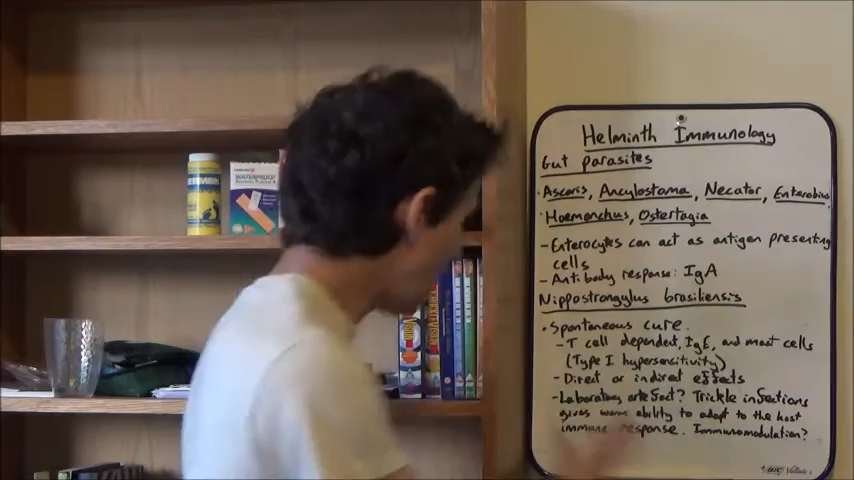 Helminth Immunology
Gut parasites
Ascaris, Ancylostoma, Necator, Enterobius
Haemonchus, Ostertagia
- Enterocytes can act as antigen presenting
cells
- Antibody response: IgA
Nippostrongylus brasiliensis
• Spontaneous cure
- T cell dependent, IgE, and mast cells
(Type I hypersensitivity)
- Direct or indirect effects
- Laboratory artefact? Trickle infections
gives worm ability to adapt to the host
immune response. Immunomodulation?
WATERPROOF